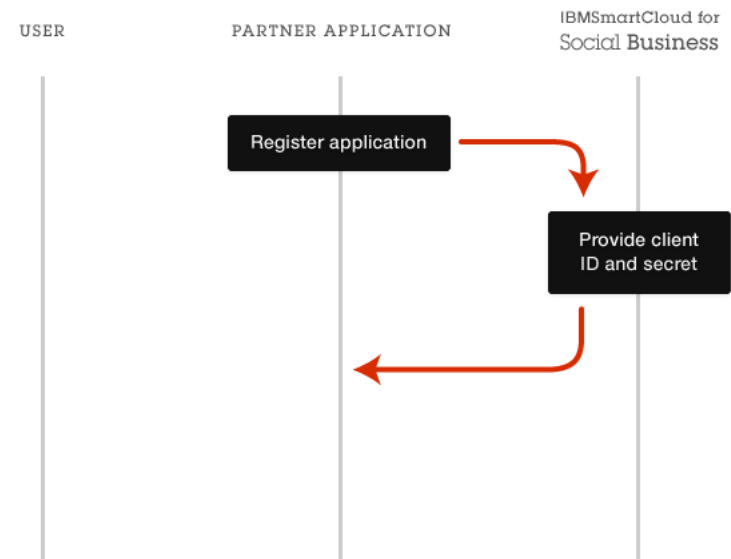 USER
PARTNER APPLICATION
IBMSmartCloud for
Social Business
Register application
Provide client
ID and secret